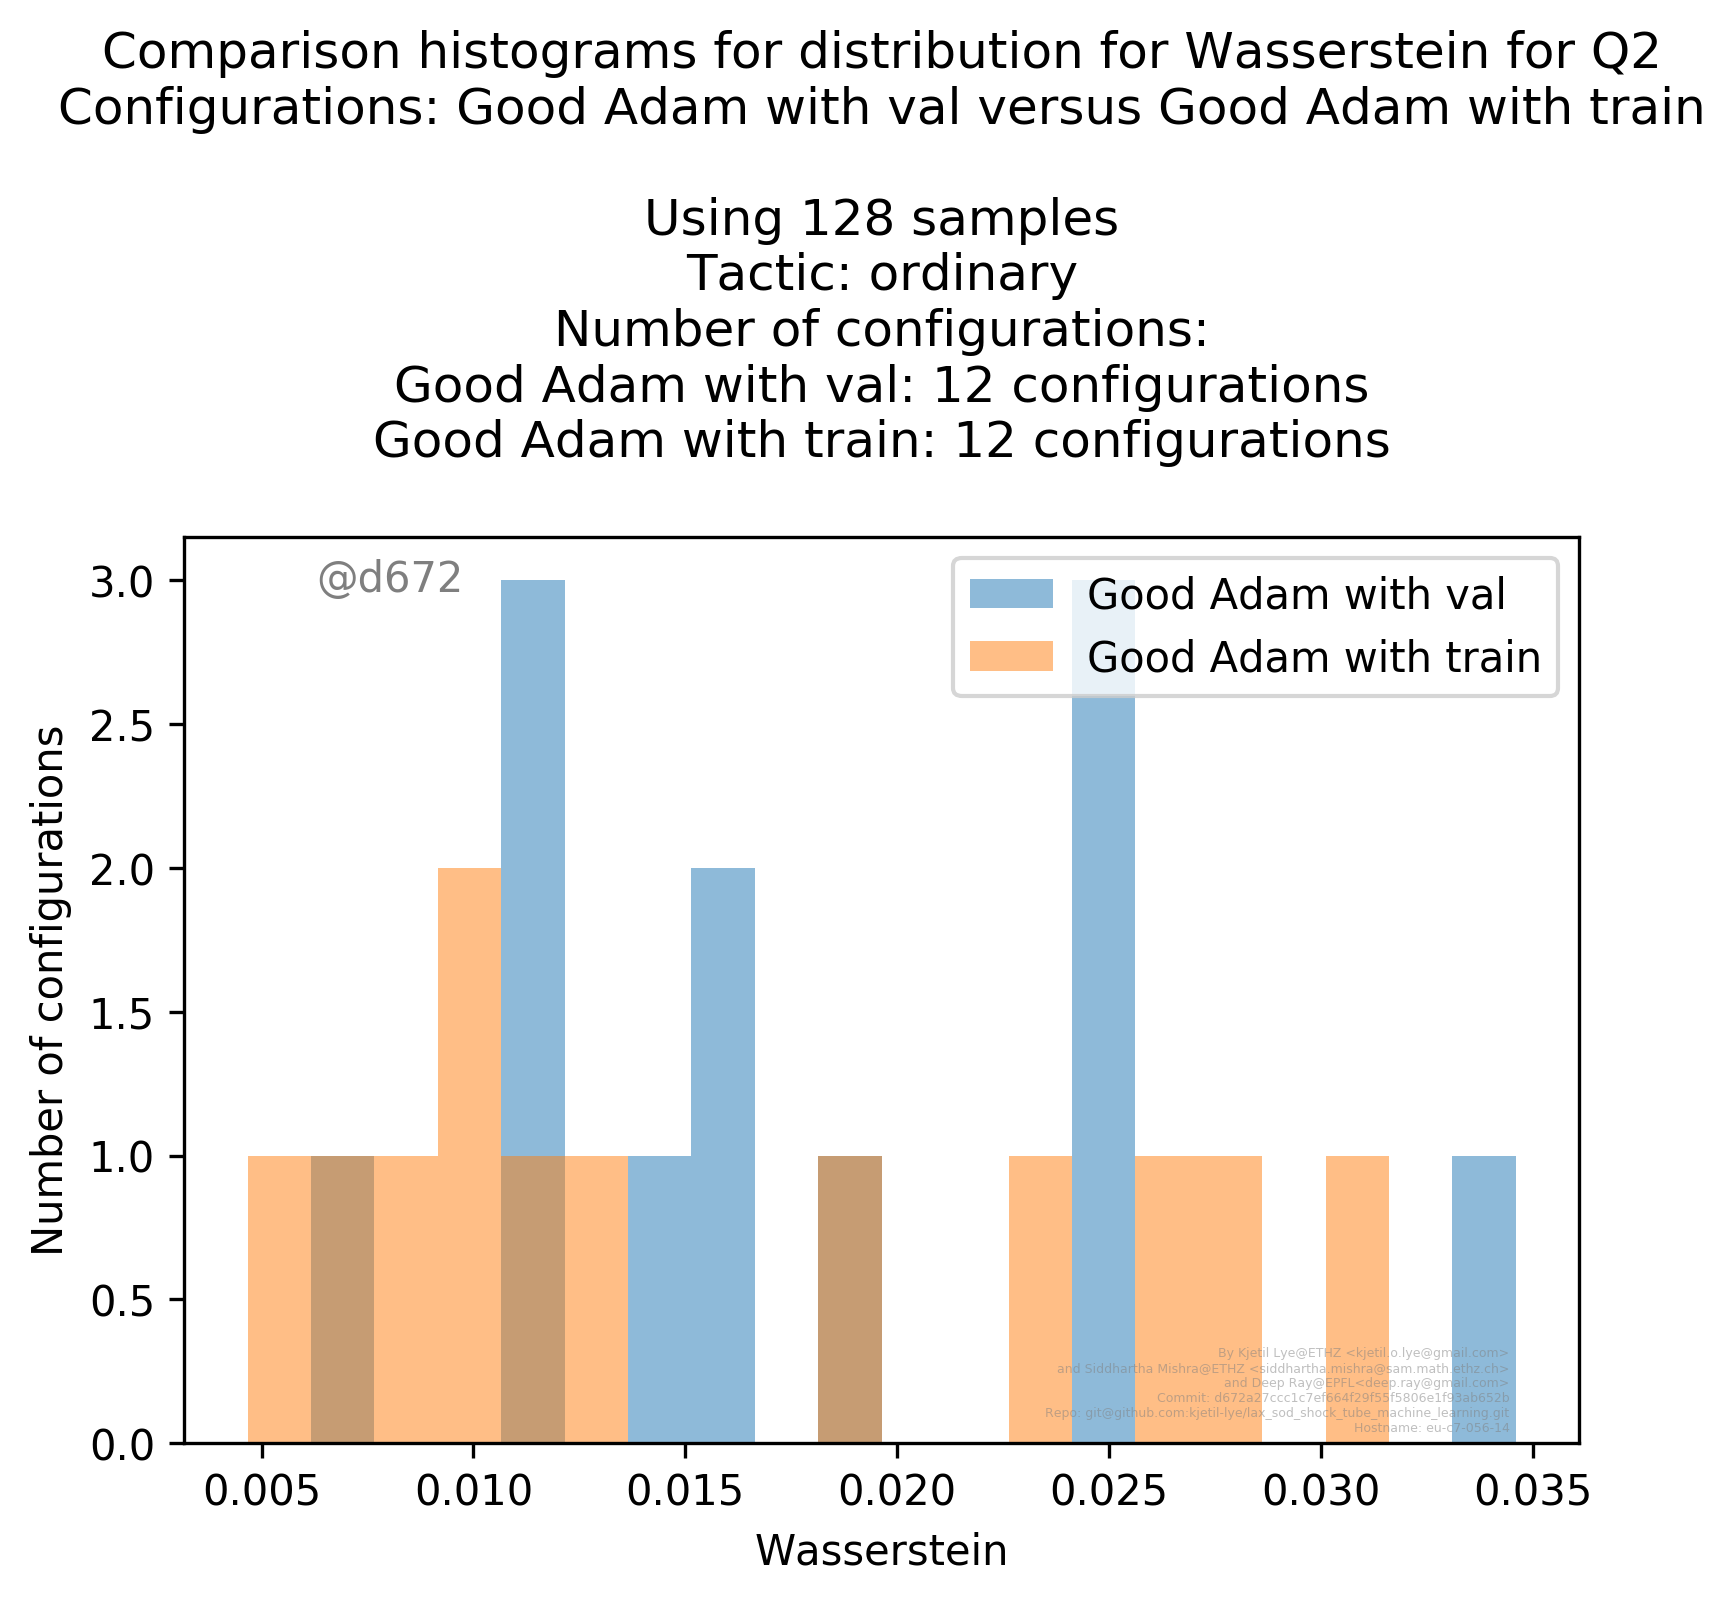 Comparison histograms for distribution for Wasserstein for Q2
Configurations: Good Adam with val versus Good Adam with train
Using 128 samples
Tactic: ordinary
Number of configurations:
Good Adam with val: 12 configurations
Good Adam with train: 12 configurations
@d672
Good Adam with val
Good Adam with train
3.0
2.5
2.0
1.5
1.0
0.5
0.0
Number of configurations
By Kjetil Lye@ETHZ <kjetil.o.lye@gmail.com>
and Siddhartha Mishra@ETHZ <siddhartha.mishra@sam.math.ethz.ch>
and Deep Ray@EPFL<deep.ray@gmail.com>
Commit: d672a27ccc1c7ef664f29f55f5806e1f93ab652b
Repo: git@github.com:kjetil-lye/lax_sod_shock_tube_machine_learning.git
Hostname: eu-c7-056-14
0.005 0.010 0.015 0.020 0.025 0.030 0.035
Wasserstein